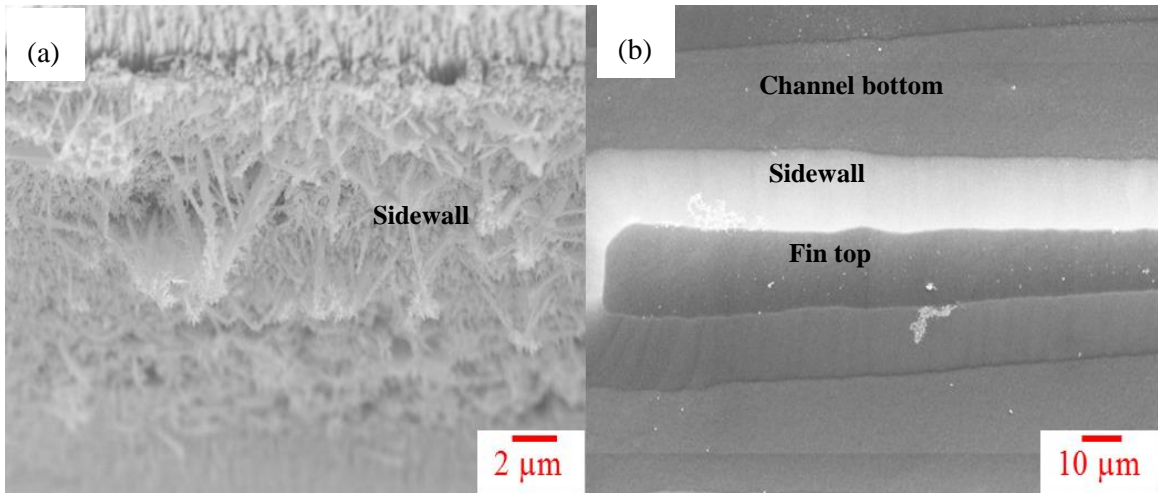 (a)
Sidewall
2 µm
(b)
Channel bottom
Sidewall
Fin top
10 µm